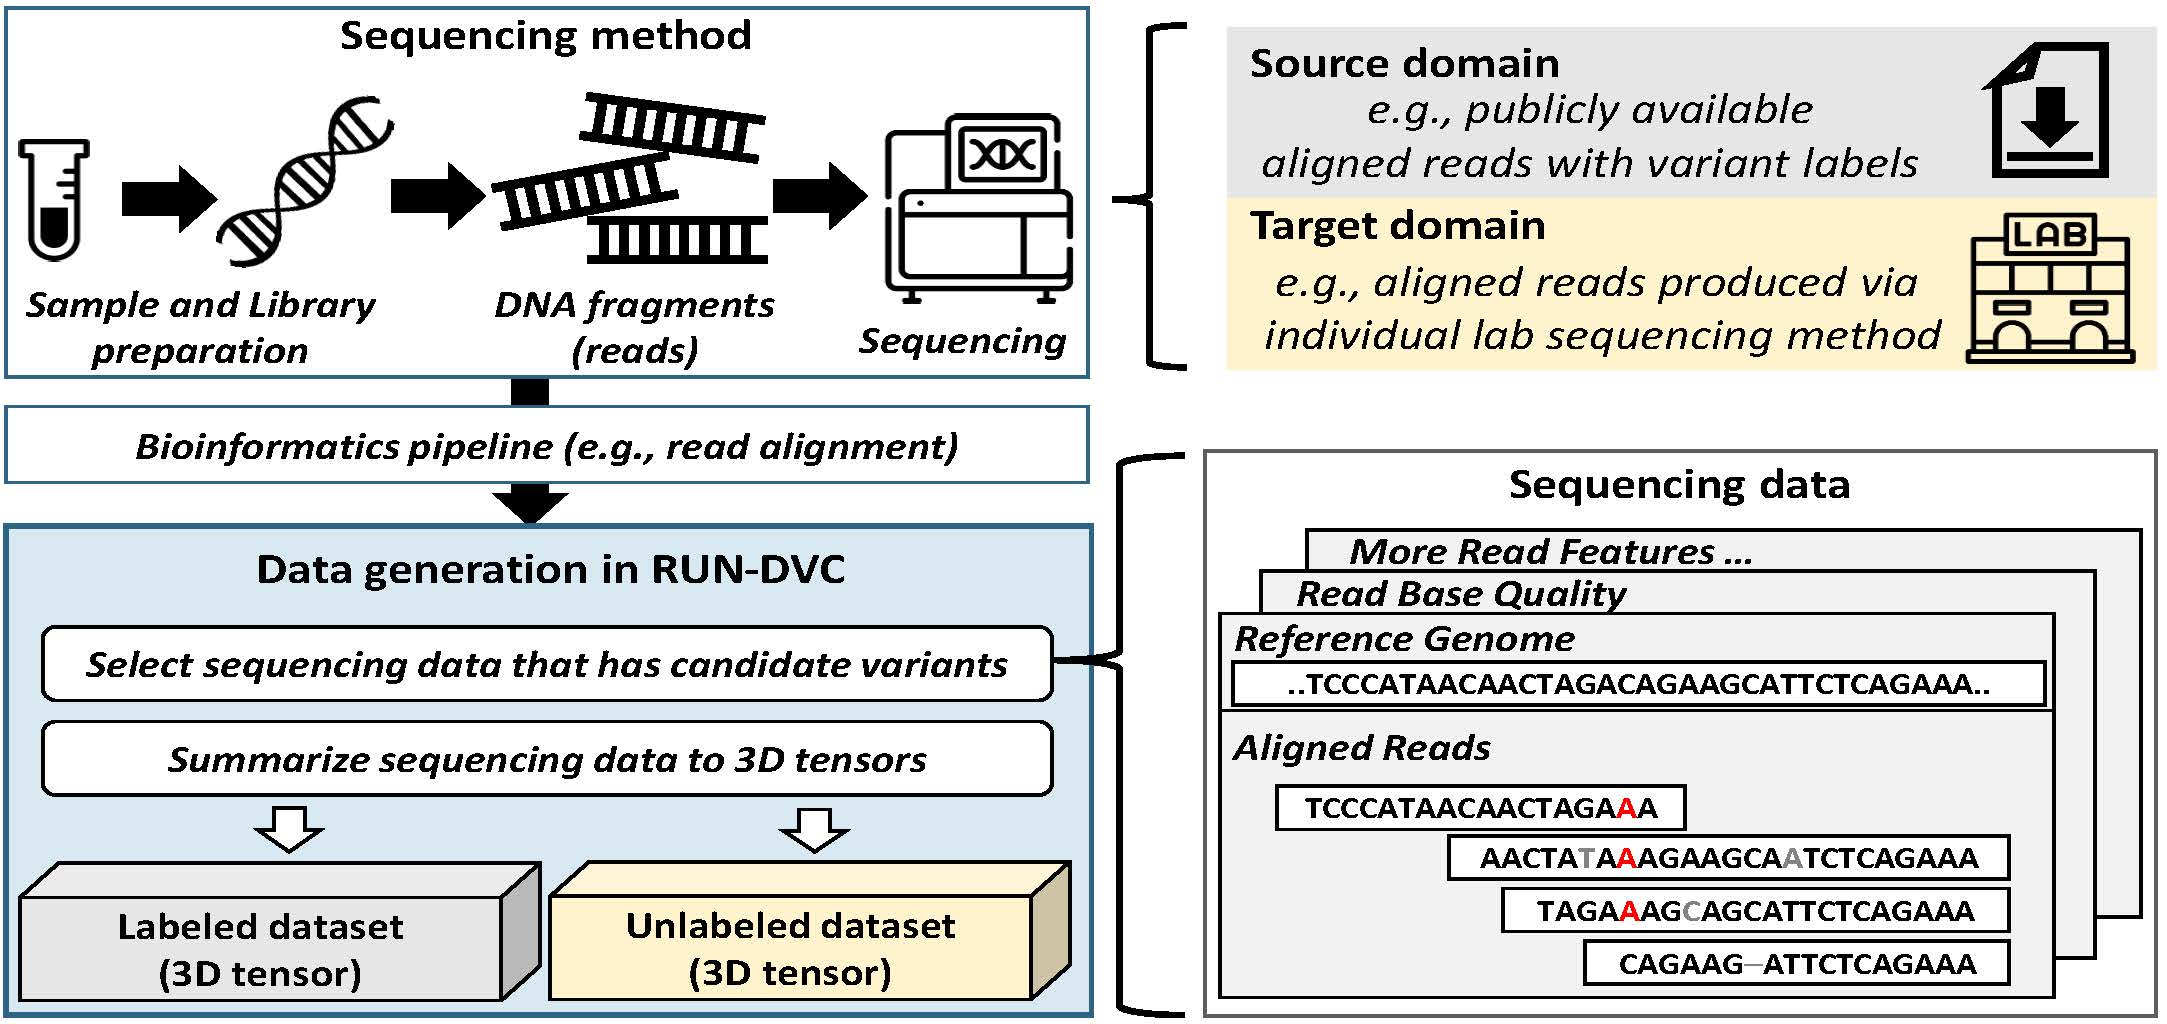 Sequencing method
Sample and Library
preparation
DNA fragments
(reads)
Sequencing
Source domain
e.g., publicly available
aligned reads with variant labels
Target domain
e.g., aligned reads produced via
individual lab sequencing method
LAB
Bioinformatics pipeline (e.g., read alignment)
Data generation in RUN-DVC
Select sequencing data that has candidate variants
Summarize sequencing data to 3D tensors
Labeled dataset
(3D tensor)
Unlabeled dataset
(3D tensor)
Sequencing data
More Read Features ...
Read Base Quality
Reference Genome
..TCCCATAACAACTAGACAGAAGCATTCTCAGAAA..
Aligned Reads
TCCCATAACAACTAGAAA
AACTATAAAGAAGCAATCTCAGAAA
TAGAAAGCAGCATTCTCAGAAA
CAGAAG–ATTCTCAGAAA